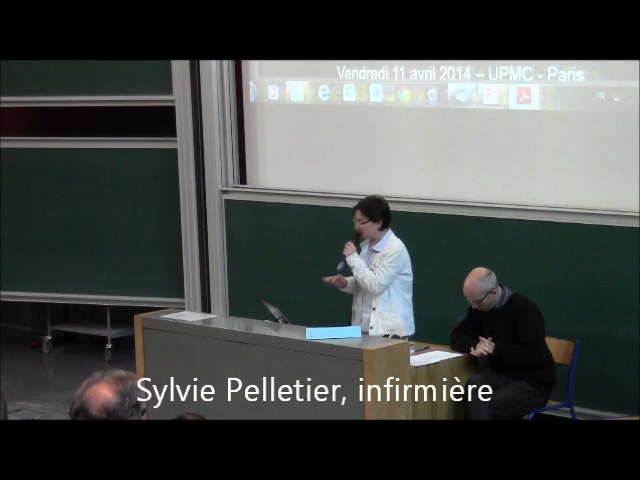 Vendredi 11 avril 2014 – UPMC - Paris
Sylvie Pelletier, infirmière